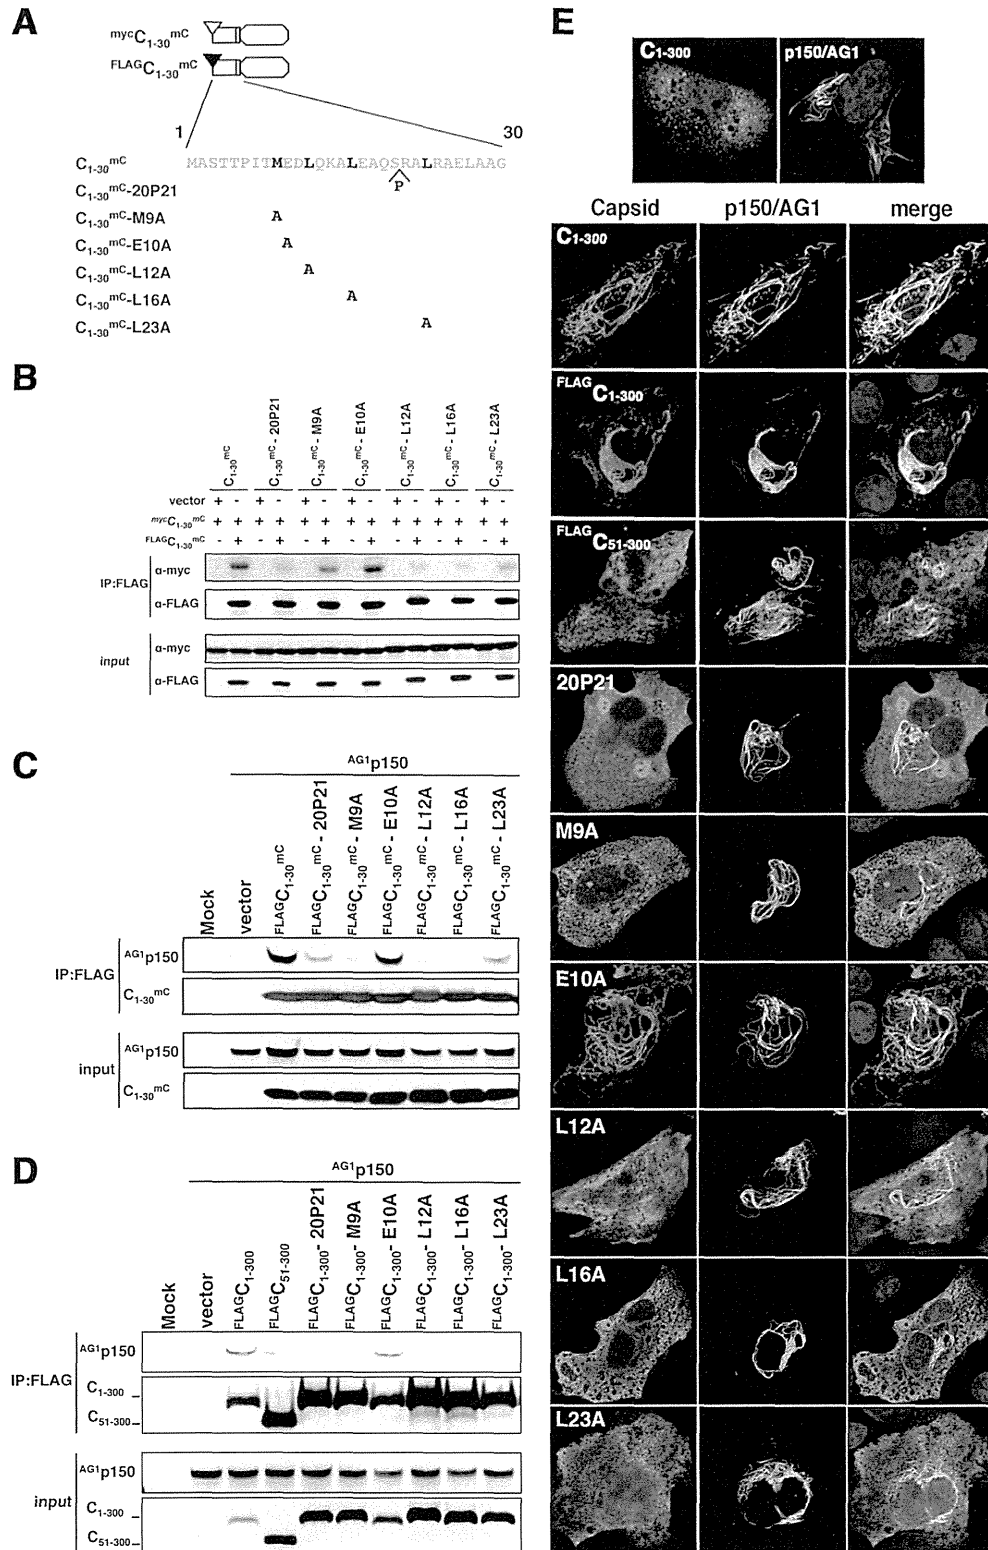 A
mycC1-30mC
FLAGC1-30mC
1 30
C1-30mC MASTTPITMEDLQKALEAQSRALRAELAAG
C1-30mC-20P21 P
C1-30mC-M9A A
C1-30mC-E10A A
C1-30mC-L12A A
C1-30mC-L16A A
C1-30mC-L23A A
B
C1-30mC
C1-30mC - 20P21
C1-30mC - M9A
C1-30mC - E10A
C1-30mC - L12A
C1-30mC - L16A
C1-30mC - L23A
vector + - + - + - + - + - + - + -
mycC1-30mC + + + + + + + + + + + + + +
FLAGC1-30mC - + - + - + - + - + - + - +
IP:FLAG
α-myc
α-FLAG
input
α-myc
α-FLAG
C
AG1p150
Mock
vector
FLAGC1-30mC
FLAGC1-30mC - 20P21
FLAGC1-30mC - M9A
FLAGC1-30mC - E10A
FLAGC1-30mC - L12A
FLAGC1-30mC - L16A
FLAGC1-30mC - L23A
IP:FLAG
AG1p150
C1-30mC
input
AG1p150
C1-30mC
D
AG1p150
Mock
vector
FLAGC1-300
FLAGC51-300
FLAGC1-300- 20P21
FLAGC1-300- M9A
FLAGC1-300- E10A
FLAGC1-300- L12A
FLAGC1-300- L16A
FLAGC1-300- L23A
IP:FLAG
AG1p150
C1-300 –
C51-300 –
input
AG1p150
C1-300 –
C51-300 –
E
C1-300 p150/AG1
Capsid p150/AG1 merge
C1-300
FLAGC1-300
FLAGC51-300
20P21
M9A
E10A
L12A
L16A
L23A